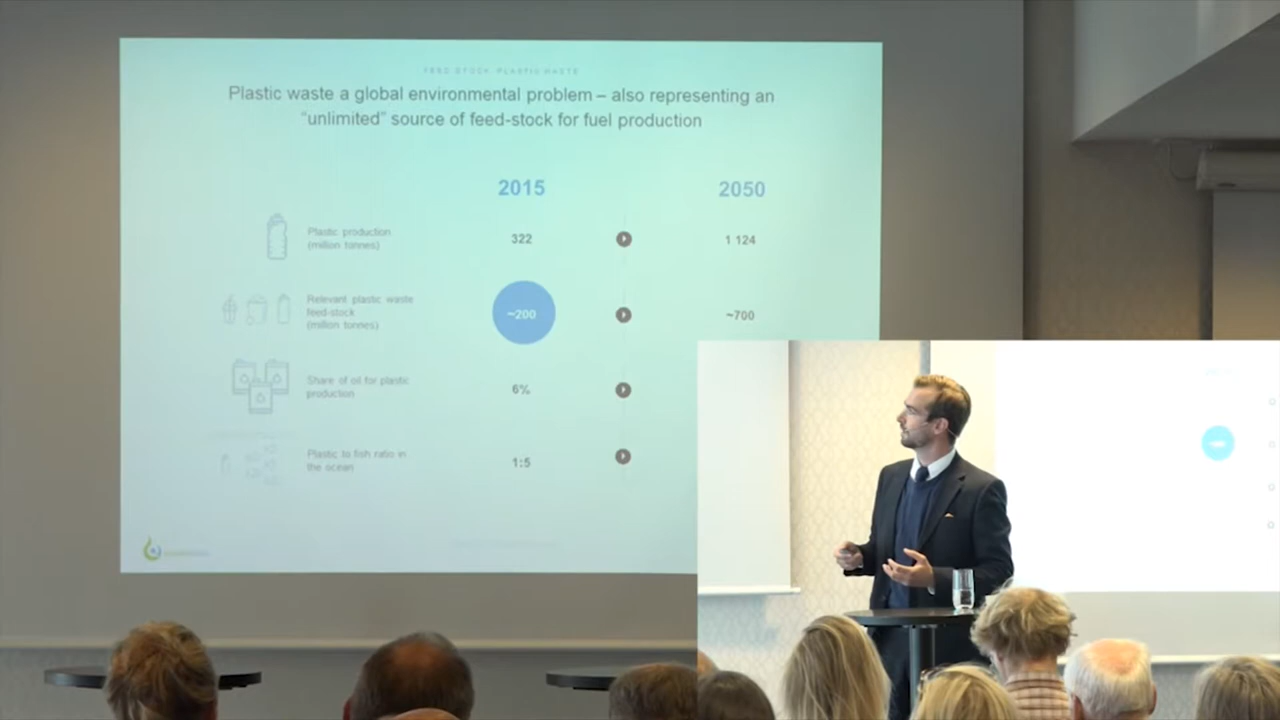 FEED STOCK: PLASTIC WASTE
Plastic waste a global environmental problem – also representing an
“unlimited” source of feed-stock for fuel production
2015 2050
Plastic production
(million tonnes)
322 1 124
Relevant plastic waste
feed-stock
(million tonnes)
~200 ~700
Share of oil for plastic
production
6%
Plastic to fish ratio in
the ocean
1:5